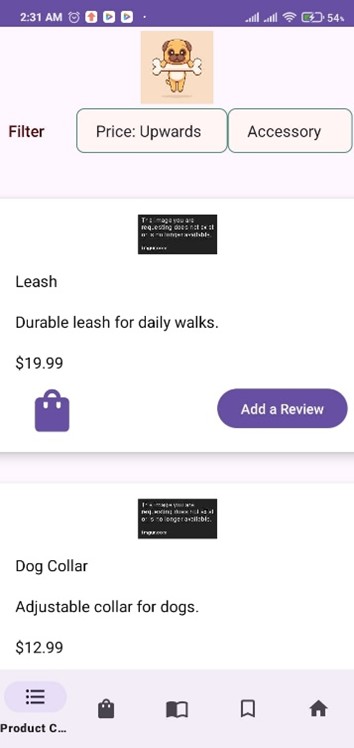 2:31 AM
54%
Filter
Price: Upwards
Accessory
The image you are
requesting does not exist
or is no longer available.
imgur.com
Leash
Durable leash for daily walks.
$19.99
Add a Review
The image you are
requesting does not exist
or is no longer available.
imgur.com
Dog Collar
Adjustable collar for dogs.
$12.99
Product C...